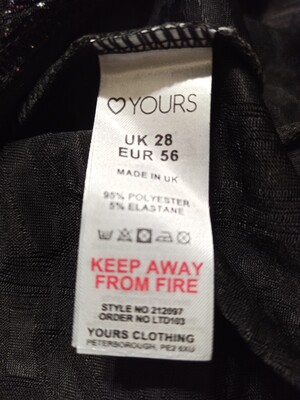 ♡YOURS
UK 28
EUR 56
MADE IN UK
95% POLYESTER
5% ELASTANE
KEEP AWAY
FROM FIRE
STYLE NO 212097
ORDER NO LTD103
YOURS CLOTHING
PETERBOROUGH, PE2 6XU